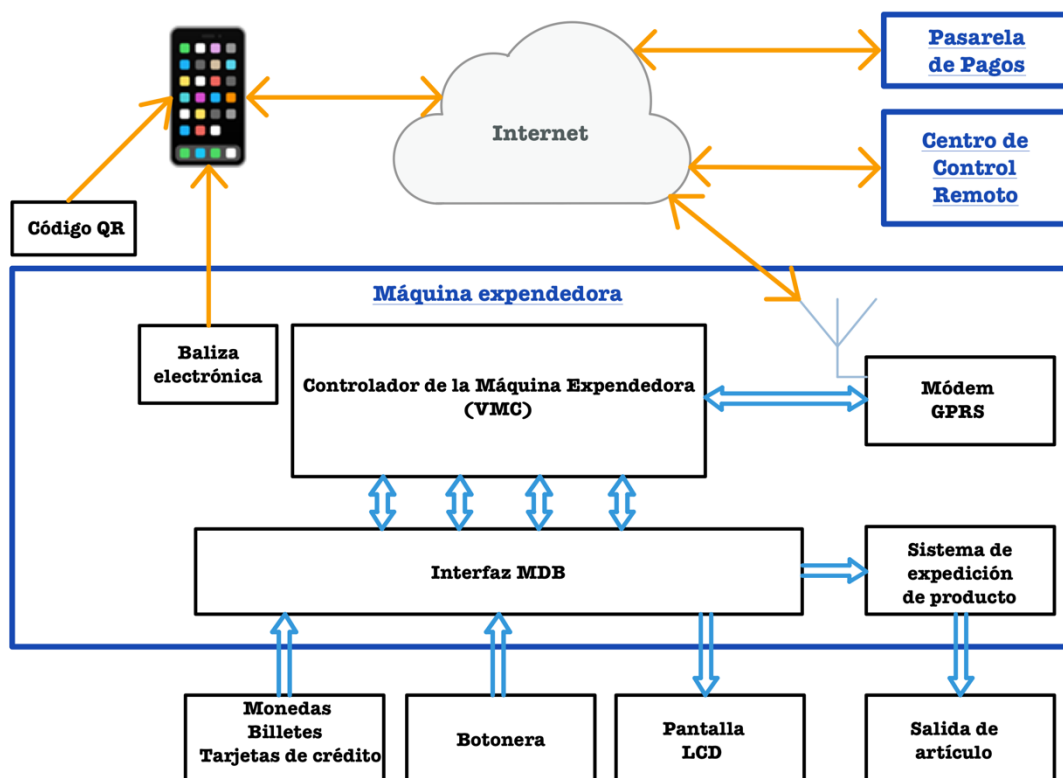 Pasarela
de Pagos
Internet
Centro de
Control
Remoto
Código QR
Máquina expendedora
Baliza
electrónica
Controlador de la Máquina Expendedora
(VMC)
Módem
GPRS
Interfaz MDB
Sistema de
expedición
de producto
Monedas
Billetes
Tarjetas de crédito
Botonera
Pantalla
LCD
Salida de
artículo